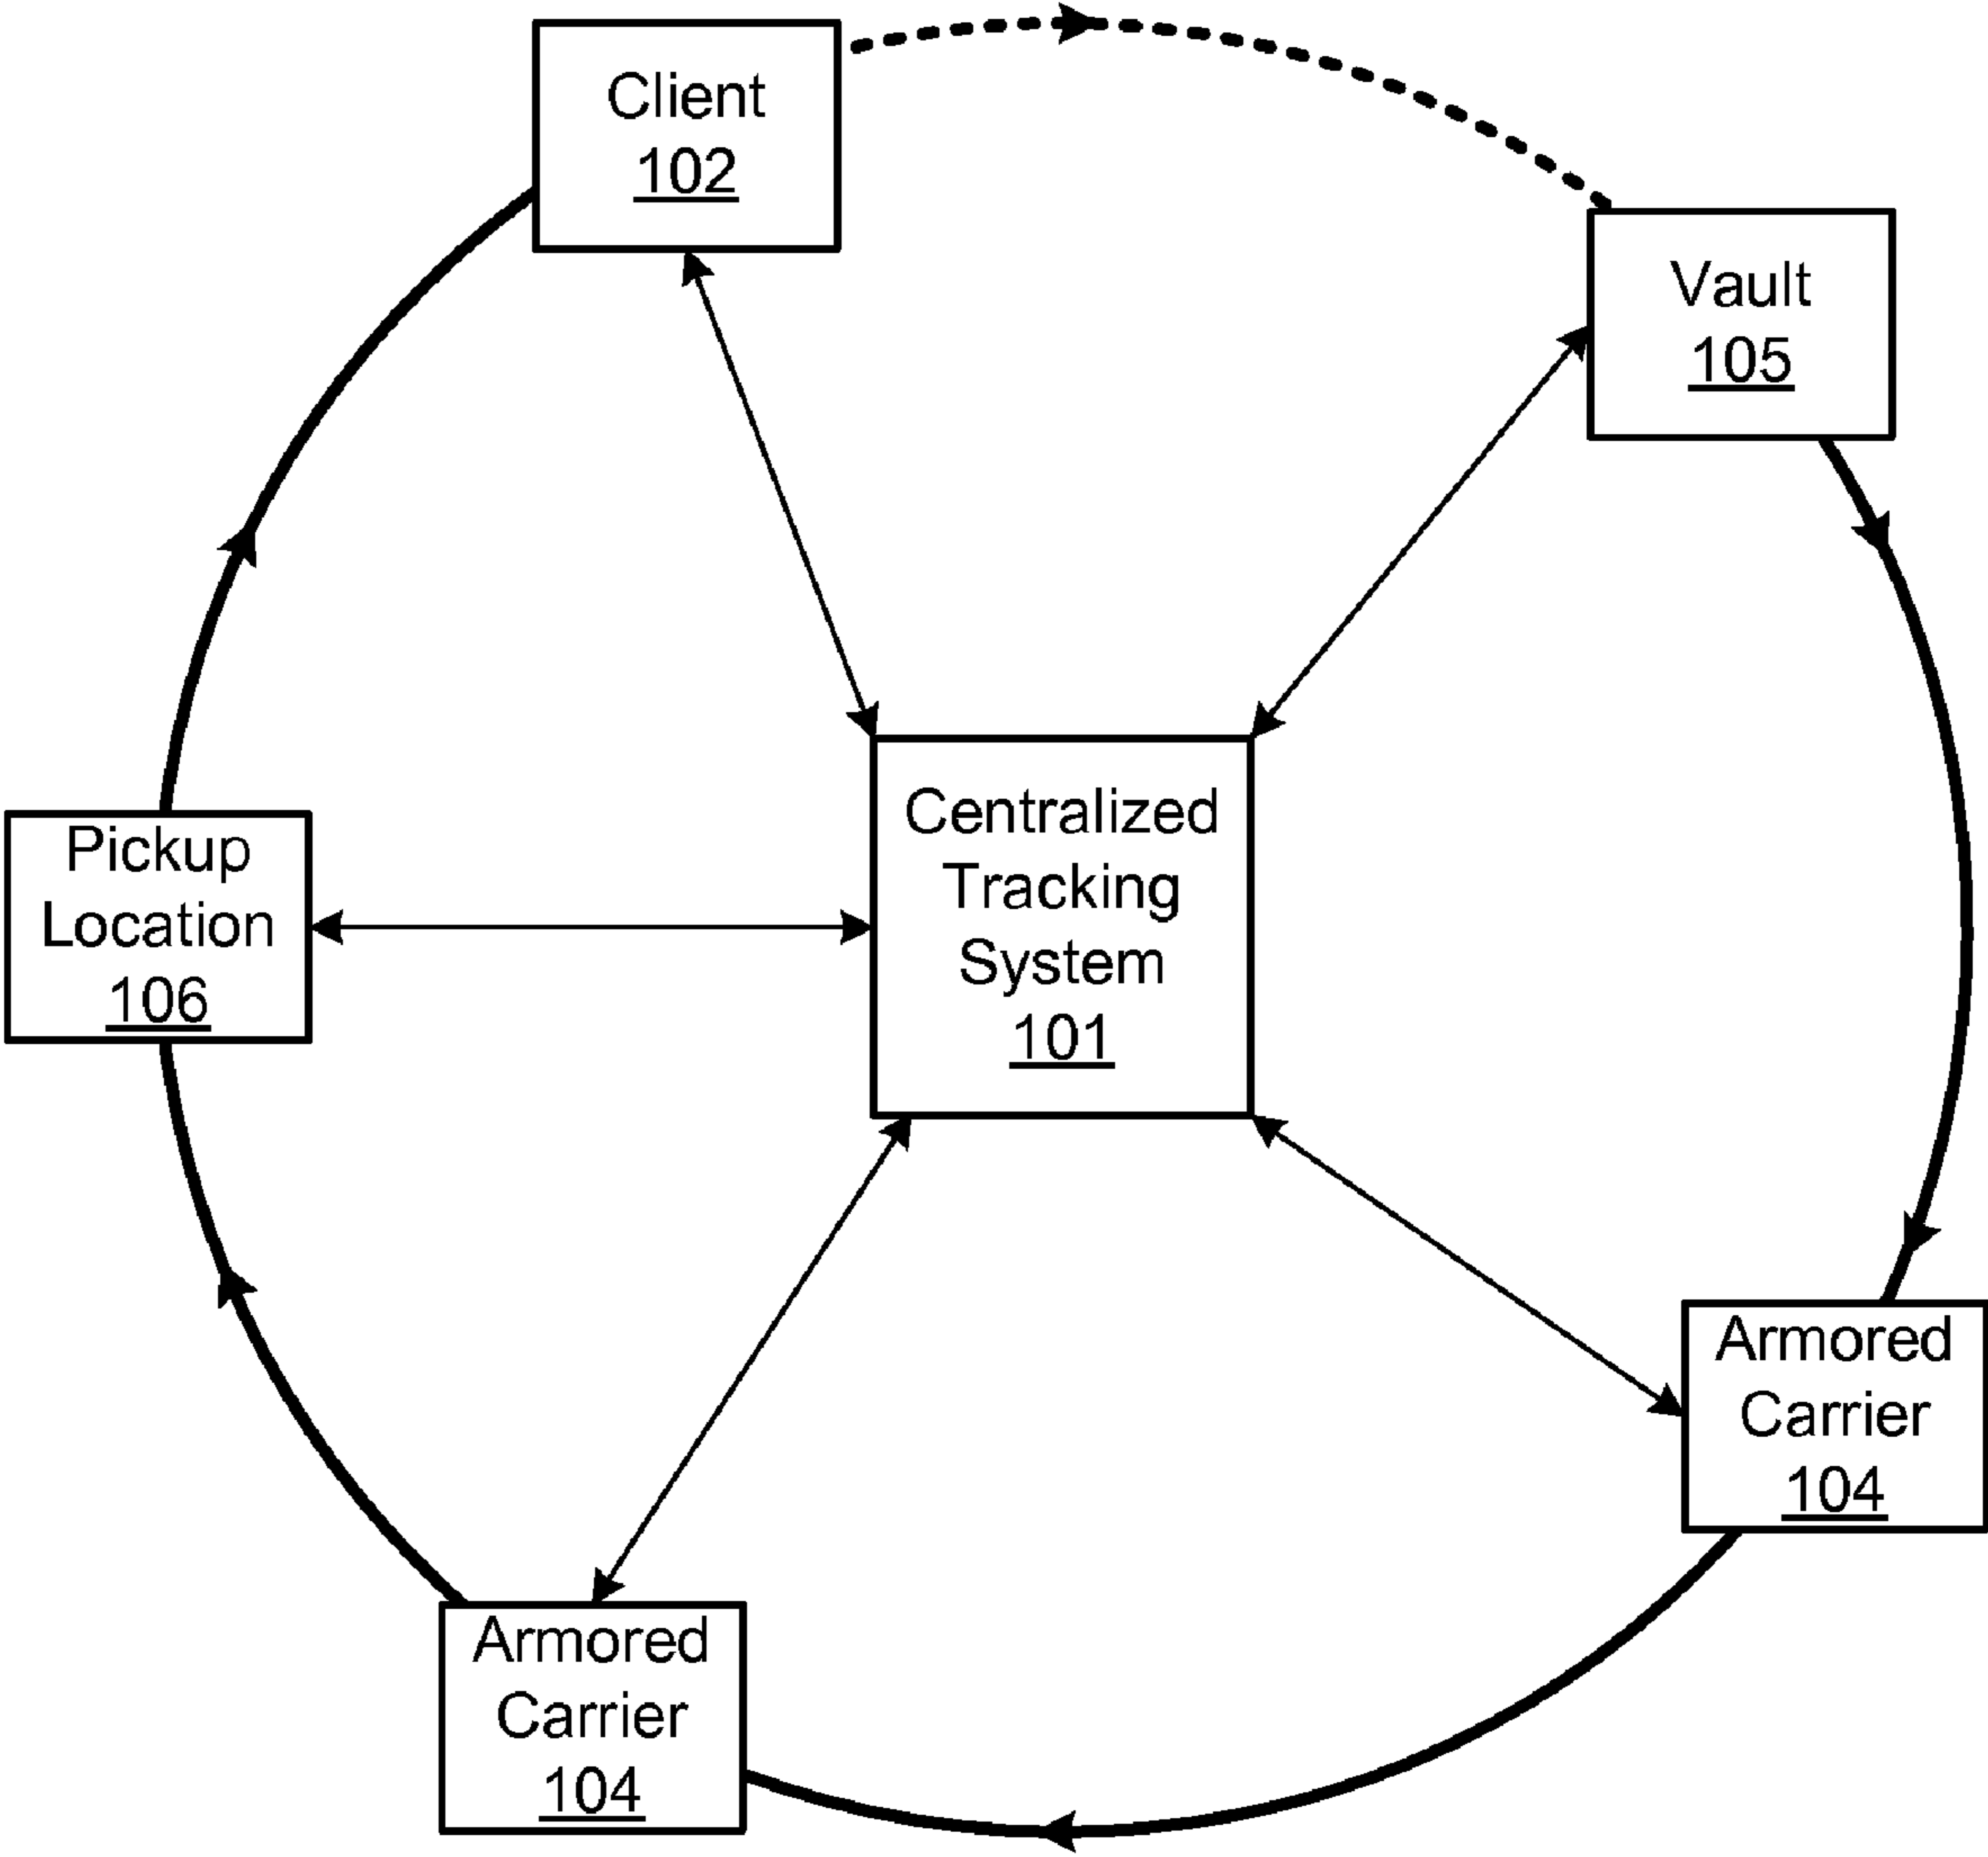 Client
102
Vault
105
Centralized
Tracking
System
101
Pickup
Location
106
Armored
Carrier
104
Armored
Carrier
104